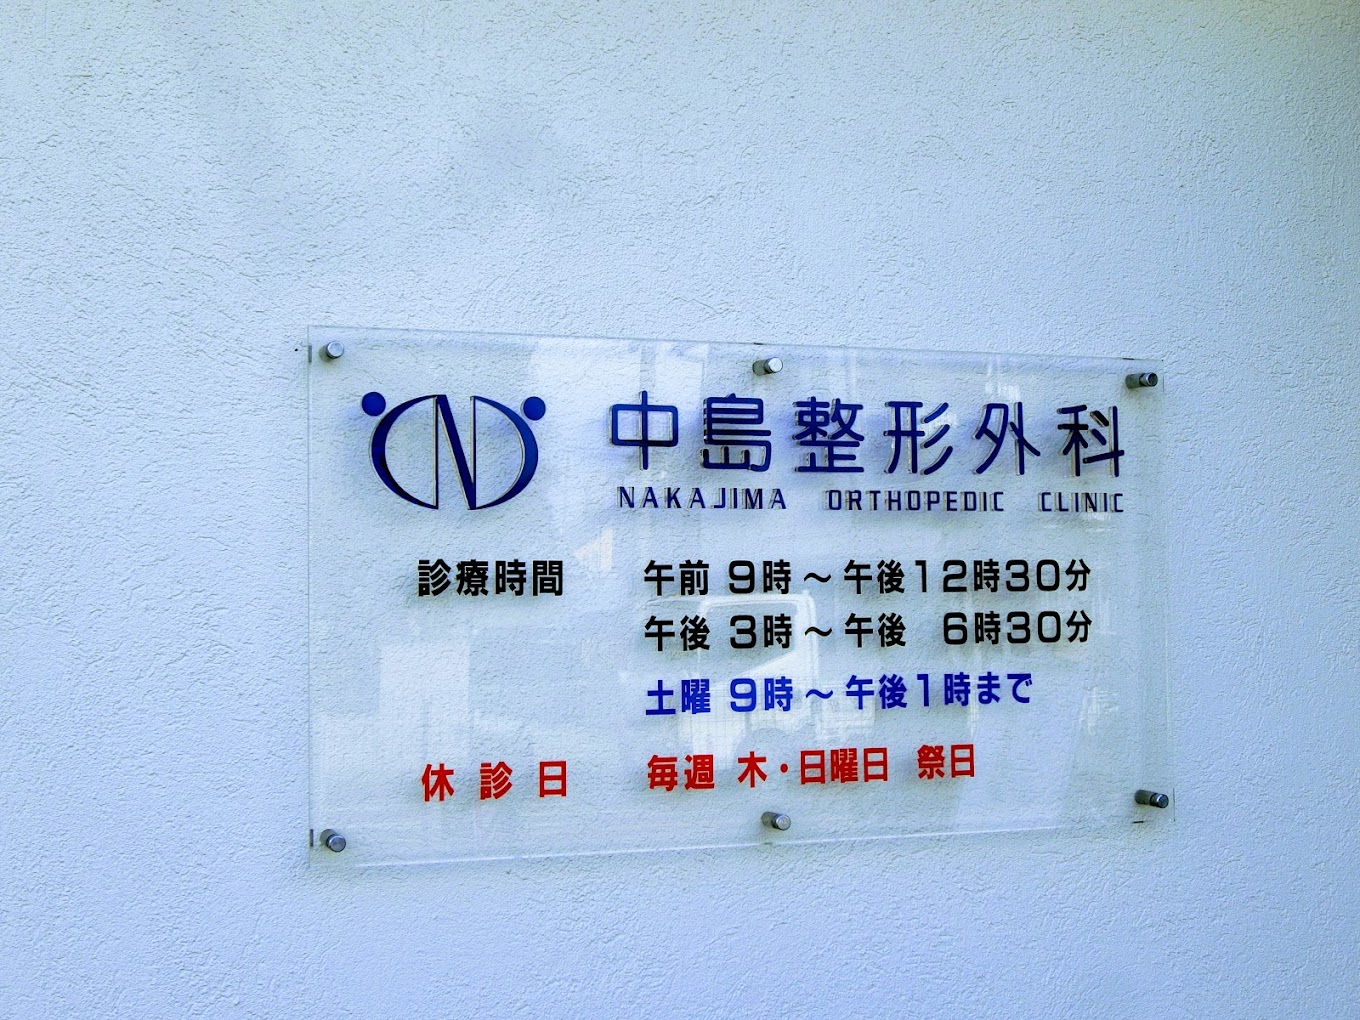 中島整形外科
NAKAJIMA ORTHOPEDIC CLINIC
診療時間 午前 9時～午後12時30分
午後 3時～午後 6時30分
土曜 9時～午後1時まで
休診日 毎週 木・日曜日 祭日